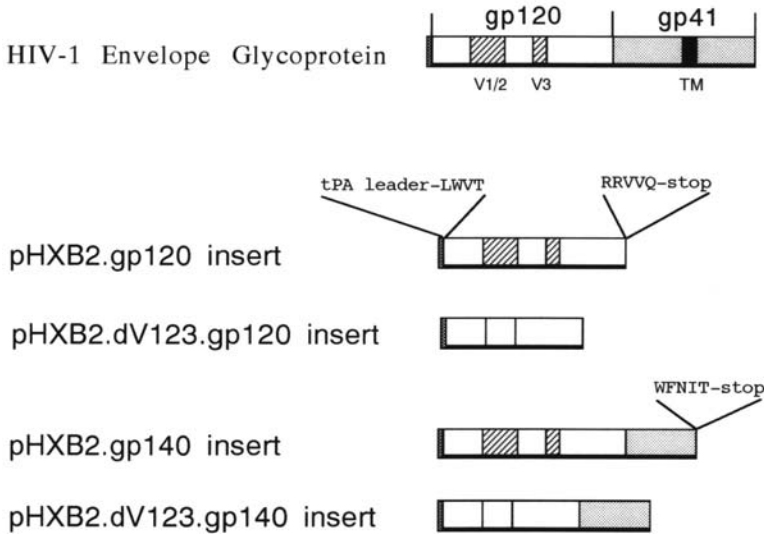 gp120 gp41
HIV-1 Envelope Glycoprotein
V1/2 V3 TM
tPA leader-LWVT RRVVQ-stop
pHXB2.gp120 insert
pHXB2.dV123.gp120 insert
WFNIT-stop
pHXB2.gp140 insert
pHXB2.dV123.gp140 insert